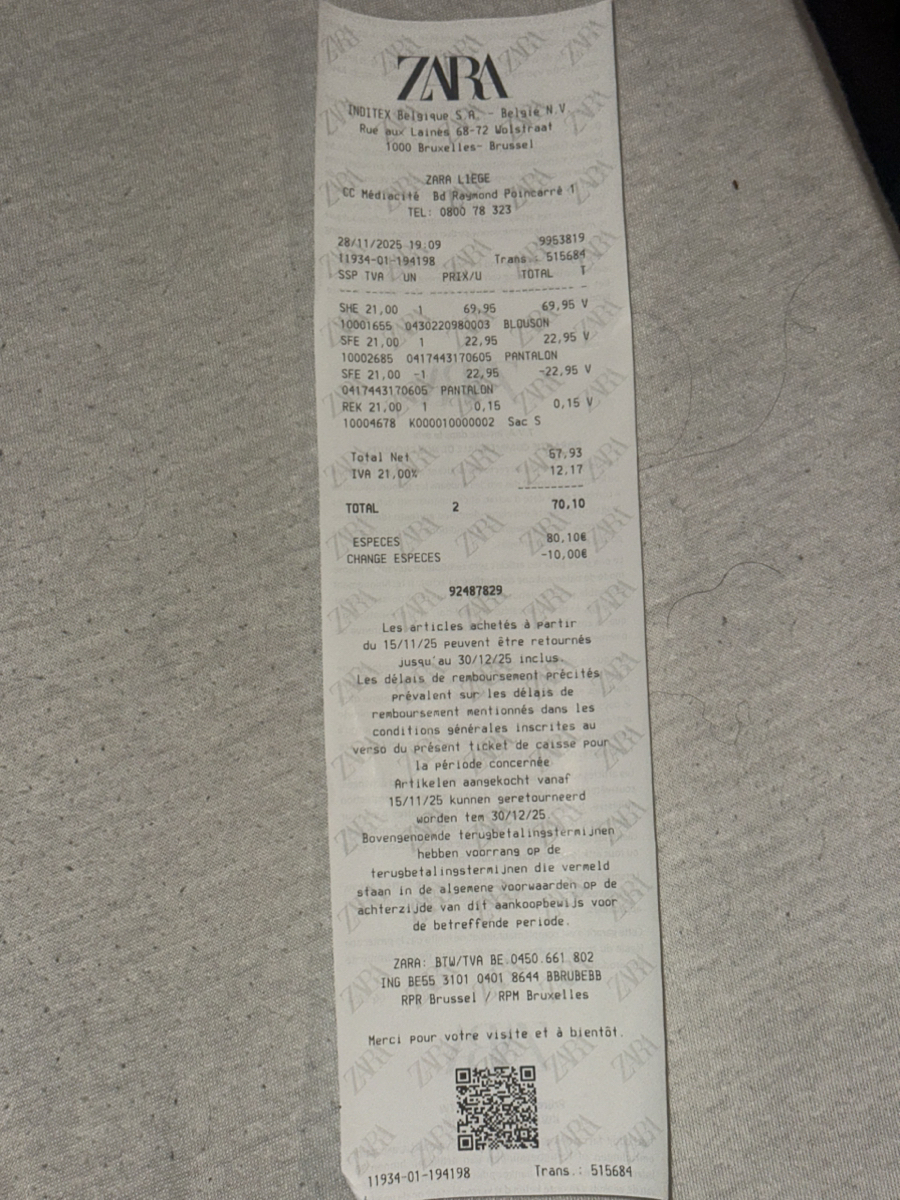 ZARA
INDITEX Belgique S.A. - België N.V.
Rue aux Laines 68-72 Wolstraat
1000 Bruxelles- Brussel
ZARA LIEGE
CC Médiacité Bd Raymond Poincarré 1
TEL: 0800 78 323
28/11/2025 19:09 9953819
11934-01-194198 Trans.: 515684
SSP TVA UN PRIX/U TOTAL T
SHE 21,00 1 69,95 69,95 V
10001655 0430220980003 BLOUSON
SFE 21,00 1 22,95 22,95 V
10002685 0417443170605 PANTALON
SFE 21,00 -1 22,95 -22,95 V
0417443170605 PANTALON
REK 21,00 1 0,15 0,15 V
10004678 K000010000002 Sac S
Total Net 57,93
IVA 21,00% 12,17
TOTAL 2 70,10
ESPECES 80,10€
CHANGE ESPECES -10,00€
92487829
Les articles achetés à partir
du 15/11/25 peuvent être retournés
jusqu'au 30/12/25 inclus.
Les délais de remboursement précités
prévalent sur les délais de
remboursement mentionnés dans les
conditions générales inscrites au
verso du présent ticket de caisse pour
la période concernée
Artikelen aangekocht vanaf
15/11/25 kunnen geretourneerd
worden tem 30/12/25.
Bovengenoemde terugbetalingstermijnen
hebben voorrang op de
terugbetalingstermijnen die vermeld
staan in de algemene voorwaarden op de
achterzijde van dit aankoopbewijs voor
de betreffende periode.
ZARA: BTW/TVA BE 0450.661 802
ING BE55 3101 0401 8644 BBRUBEBB
RPR Brussel / RPM Bruxelles
Merci pour votre visite et à bientôt.
11934-01-194198 Trans.: 515684